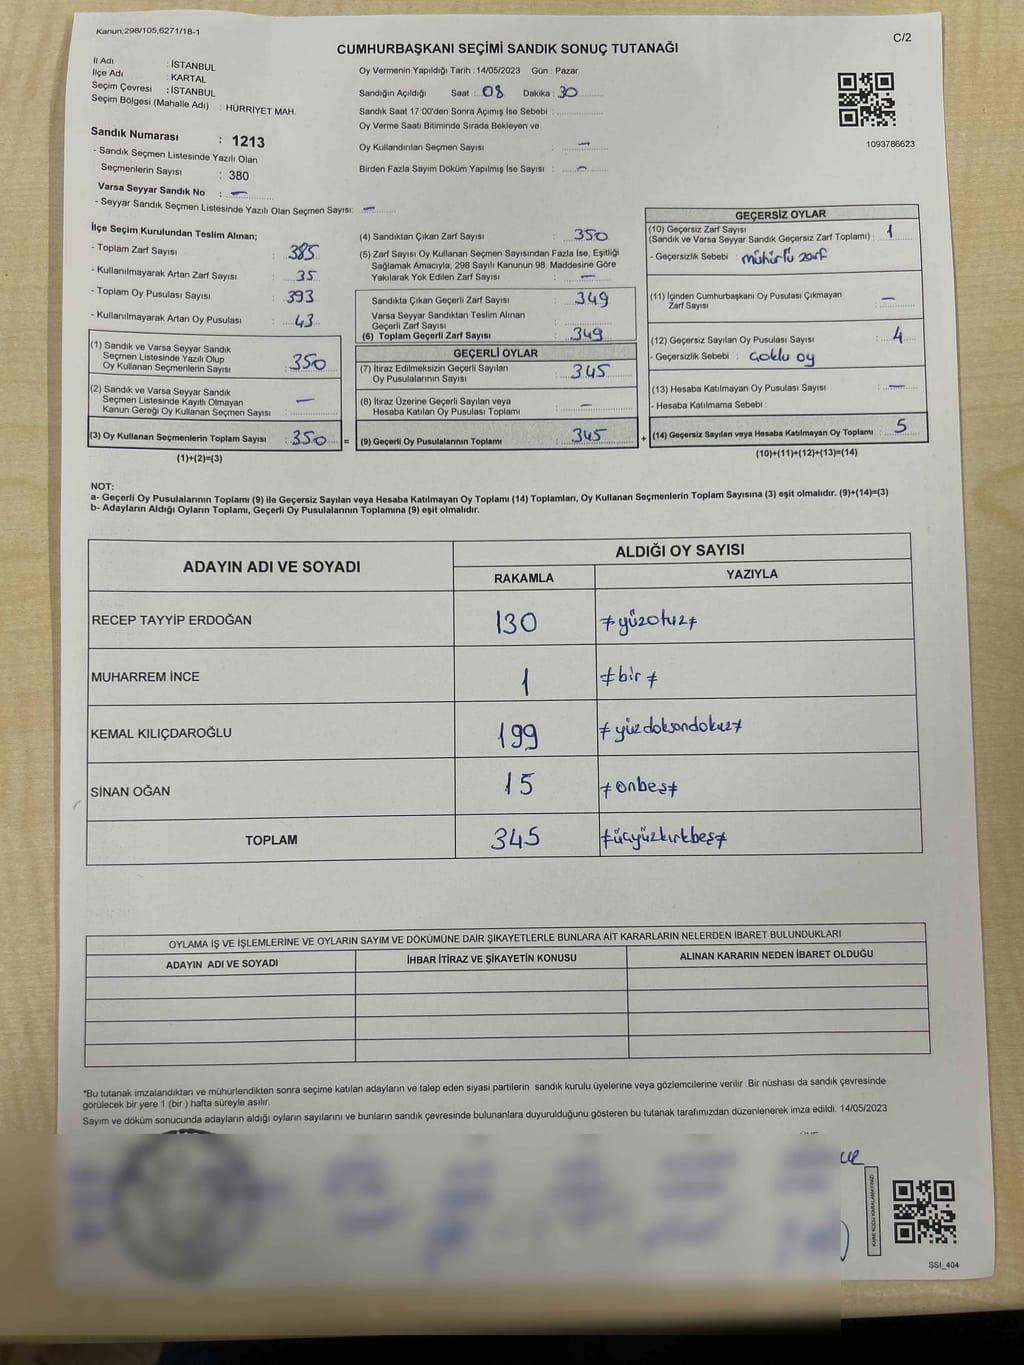 Kanun:298/105,6271/18-1
C/2
CUMHURBAŞKANI SEÇİMİ SANDIK SONUÇ TUTANAĞI
İl Adı : İSTANBUL
İlçe Adı : KARTAL
Seçim Çevresi : İSTANBUL
Seçim Bölgesi (Mahalle Adı) : HÜRRİYET MAH.
Sandık Numarası : 1213
- Sandık Seçmen Listesinde Yazılı Olan
Seçmenlerin Sayısı : 380
Varsa Seyyar Sandık No : —
- Seyyar Sandık Seçmen Listesinde Yazılı Olan Seçmen Sayısı: —
Oy Vermenin Yapıldığı Tarih :14/05/2023 Gün : Pazar
Sandığın Açıldığı Saat : 08 Dakika : 30
Sandık Saat 17:00'den Sonra Açımış İse Sebebi :
Oy Verme Saati Bitiminde Sırada Bekleyen ve
Oy Kullandırılan Seçmen Sayısı : —
Birden Fazla Sayım Döküm Yapılmış İse Sayısı : —
1093786623
İlçe Seçim Kurulundan Teslim Alınan;
- Toplam Zarf Sayısı : 385
- Kullanılmayarak Artan Zarf Sayısı : 35
- Toplam Oy Pusulası Sayısı : 393
- Kullanılmayarak Artan Oy Pusulası : 43
(1) Sandık ve Varsa Seyyar Sandık
Seçmen Listesinde Yazılı Olup
Oy Kullanan Seçmenlerin Sayısı : 350
(2) Sandık ve Varsa Seyyar Sandık
Seçmen Listesinde Kayıtlı Olmayan
Kanun Gereği Oy Kullanan Seçmen Sayısı : —
(3) Oy Kullanan Seçmenlerin Toplam Sayısı : 350 =
(1)+(2)=(3)
(4) Sandıktan Çıkan Zarf Sayısı : 350
(5) Zarf Sayısı Oy Kullanan Seçmen Sayısından Fazla İse, Eşitliği
Sağlamak Amacıyla, 298 Sayılı Kanunun 98. Maddesine Göre
Yakılarak Yok Edilen Zarf Sayısı : —
Sandıkta Çıkan Geçerli Zarf Sayısı : 349
Varsa Seyyar Sandıktan Teslim Alınan
Geçerli Zarf Sayısı :
(6) Toplam Geçerli Zarf Sayısı : 349
GEÇERLİ OYLAR
(7) İtiraz Edilmeksizin Geçerli Sayılan
Oy Pusulalarının Sayısı : 345
(8) İtiraz Üzerine Geçerli Sayılan veya
Hesaba Katılan Oy Pusulası Toplamı : —
(9) Geçerli Oy Pusulalarının Toplamı : 345 +
GEÇERSİZ OYLAR
(10) Geçersiz Zarf Sayısı
(Sandık ve Varsa Seyyar Sandık Geçersiz Zarf Toplamı) : 1
- Geçersizlik Sebebi : mühürlü zarf
(11) İçinden Cumhurbaşkanı Oy Pusulası Çıkmayan
Zarf Sayısı : —
(12) Geçersiz Sayılan Oy Pusulası Sayısı : 4
- Geçersizlik Sebebi : çoklu oy
(13) Hesaba Katılmayan Oy Pusulası Sayısı : —
- Hesaba Katılmama Sebebi :
(14) Geçersiz Sayılan veya Hesaba Katılmayan Oy Toplamı : 5
(10)+(11)+(12)+(13)=(14)
NOT:
a- Geçerli Oy Pusulalarının Toplamı (9) ile Geçersiz Sayılan veya Hesaba Katılmayan Oy Toplamı (14) Toplamları, Oy Kullanan Seçmenlerin Toplam Sayısına (3) eşit olmalıdır. (9)+(14)=(3)
b- Adayların Aldığı Oyların Toplamı, Geçerli Oy Pusulalarının Toplamına (9) eşit olmalıdır.
ADAYIN ADI VE SOYADI
ALDIĞI OY SAYISI
RAKAMLA YAZIYLA
RECEP TAYYİP ERDOĞAN 130 ≠yüzotuz≠
MUHARREM İNCE 1 ≠bir≠
KEMAL KILIÇDAROĞLU 199 ≠yüzdoksandokuz≠
SİNAN OĞAN 15 ≠onbeş≠
TOPLAM 345 ≠üçyüzkırkbeş≠
OYLAMA İŞ VE İŞLEMLERİNE VE OYLARIN SAYIM VE DÖKÜMÜNE DAİR ŞİKAYETLERLE BUNLARA AİT KARARLARIN NELERDEN İBARET BULUNDUKLARI
ADAYIN ADI VE SOYADI İHBAR İTİRAZ VE ŞİKAYETİN KONUSU ALINAN KARARIN NEDEN İBARET OLDUĞU
*Bu tutanak imzalandıktan ve mühürlendikten sonra seçime katılan adayların ve talep eden siyasi partilerin sandık kurulu üyelerine veya gözlemcilerine verilir .Bir nüshası da sandık çevresinde
görülecek bir yere 1 (bir ) hafta süreyle asılır.
Sayım ve döküm sonucunda adayların aldığı oyların sayılarını ve bunların sandık çevresinde bulunanlara duyurulduğunu gösteren bu tutanak tarafımızdan düzenlenerek imza edildi. 14/05/2023
KARE KODU KARALAMAYINIZ!
SSI_404